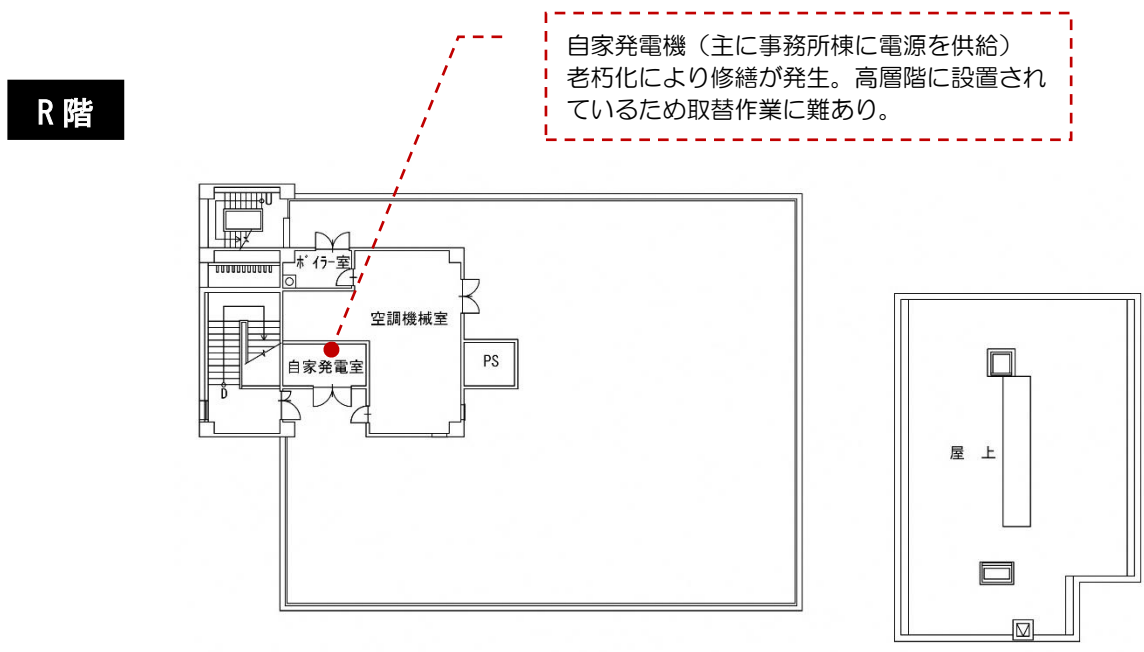 自家発電機（主に事務所棟に電源を供給）
老朽化により修繕が発生。高層階に設置され
ているため取替作業に難あり。
R階
U
ﾎﾞｲﾗｰ室
空調機械室
自家発電室
PS
D
屋 上